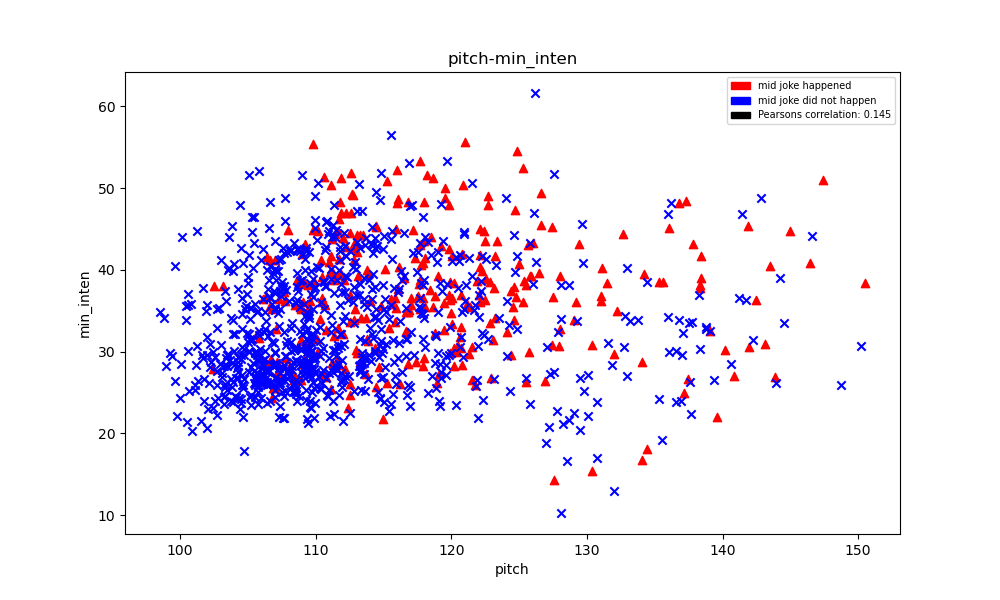 pitch-min_inten
mid joke happened
mid joke did not happen
Pearsons correlation: 0.145
60
50
40
30
20
10
min_inten
100 110 120 130 140 150
pitch